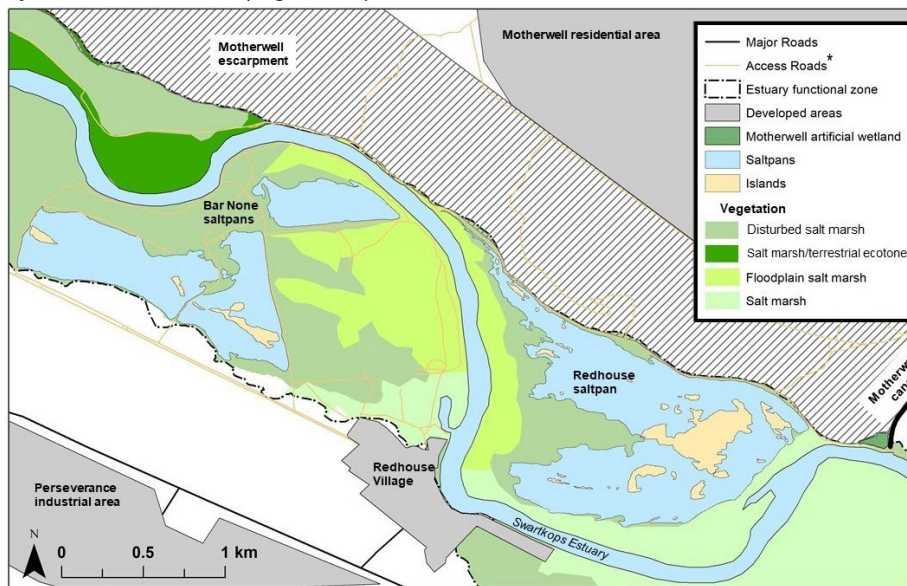 Motherwell
escarpment
Motherwell residential area
Major Roads
Access Roads*
Estuary functional zone
Developed areas
Motherwell artificial wetland
Saltpans
Islands
Vegetation
Disturbed salt marsh
Salt marsh/terrestrial ecotone
Floodplain salt marsh
Salt marsh
Bar None
saltpans
Redhouse
saltpan
Redhouse
Village
Perseverance
industrial area
Swartkops Estuary
N
0 0.5 1 km